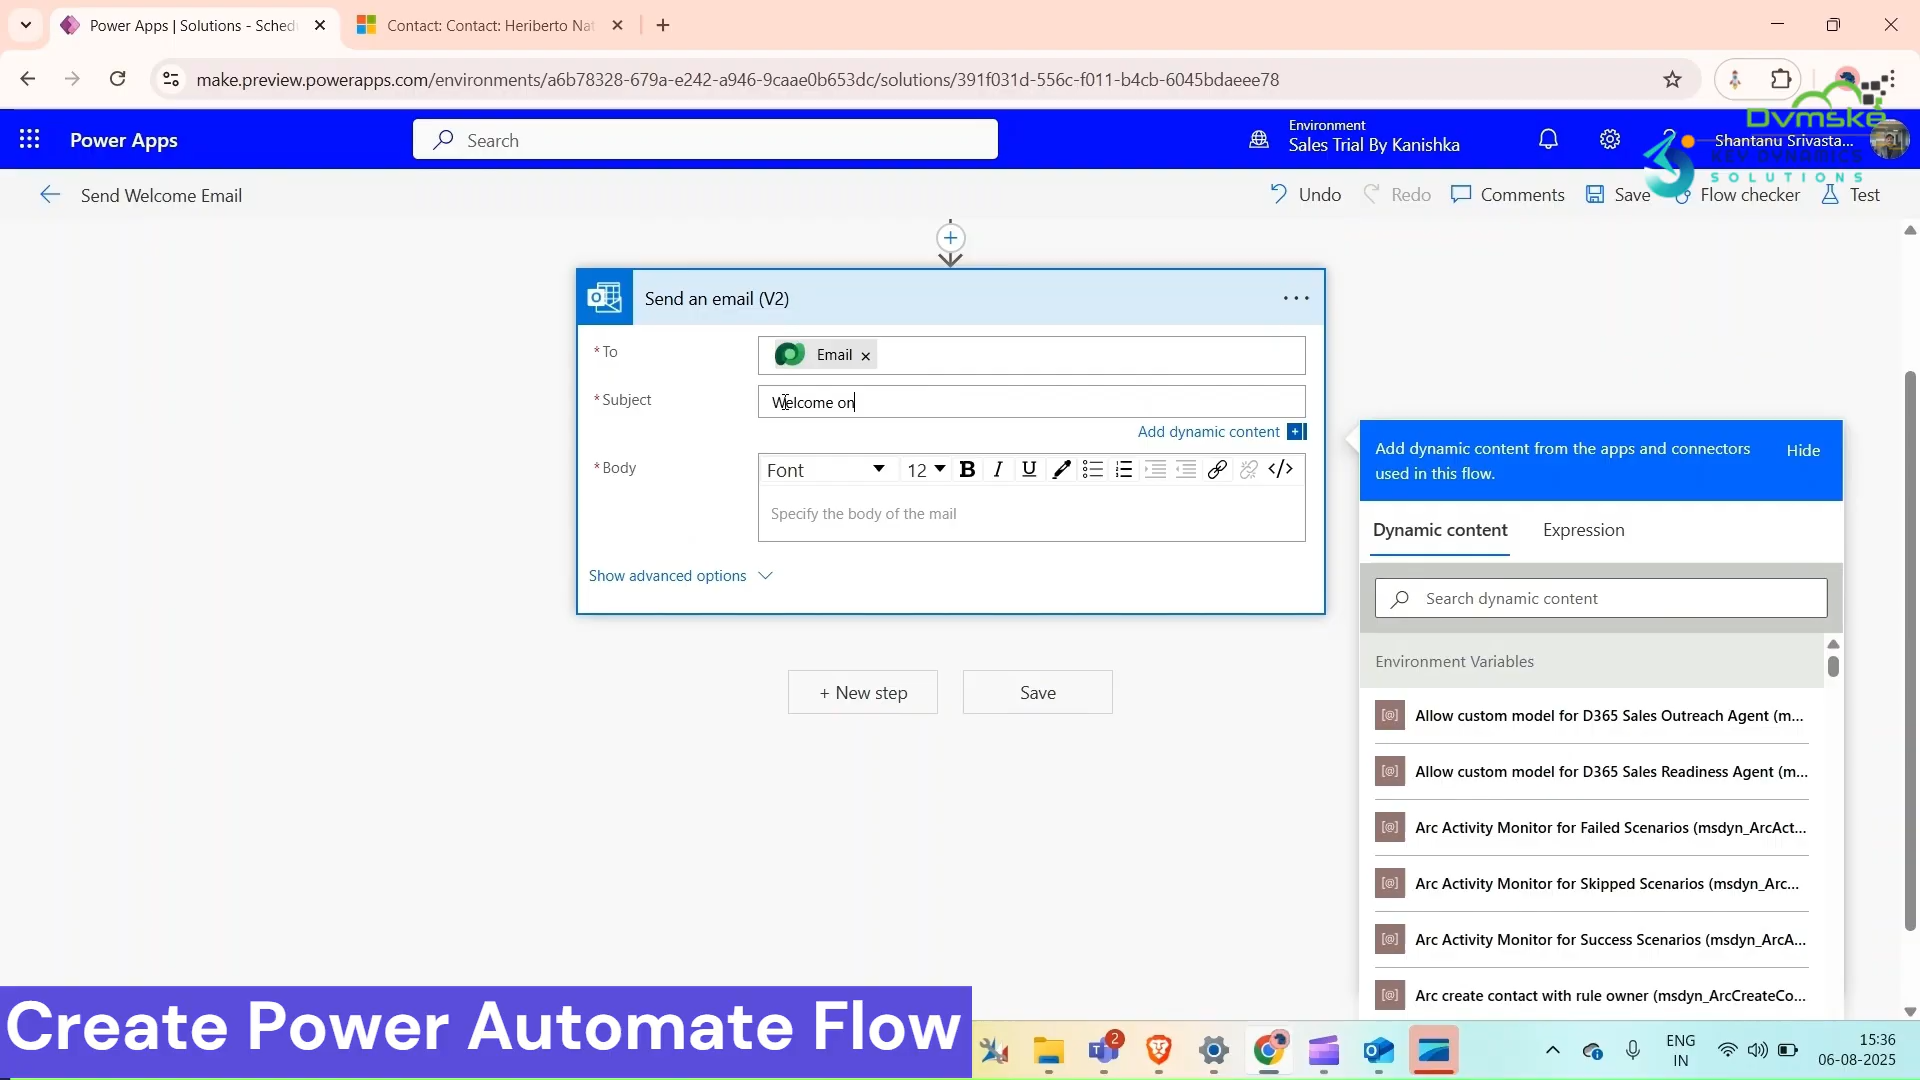 Power Apps | Solutions - Sched
Contact: Contact: Heriberto Nat
make.preview.powerapps.com/environments/a6b78328-679a-e242-a946-9caae0b653dc/solutions/391f031d-556c-f011-b4cb-6045bdaeee78
Power Apps
Search
Environment
Sales Trial By Kanishka
Shantanu Srivasta...
Dvmske
KEY DYNAMICS
SOLUTIONS
Send Welcome Email
Undo
Redo
Comments
Save
Flow checker
Test
Send an email (V2)
* To
Email
* Subject
Welcome on
Add dynamic content
* Body
Font
12
B I U
</>
Specify the body of the mail
Show advanced options
+ New step
Save
Add dynamic content from the apps and connectors
used in this flow.
Hide
Dynamic content
Expression
Search dynamic content
Environment Variables
[@] Allow custom model for D365 Sales Outreach Agent (m...
[@] Allow custom model for D365 Sales Readiness Agent (m...
[@] Arc Activity Monitor for Failed Scenarios (msdyn_ArcAct...
[@] Arc Activity Monitor for Skipped Scenarios (msdyn_Arc...
[@] Arc Activity Monitor for Success Scenarios (msdyn_ArcA...
[@] Arc create contact with rule owner (msdyn_ArcCreateCo...
Create Power Automate Flow
2
ENG
IN
15:36
06-08-2025